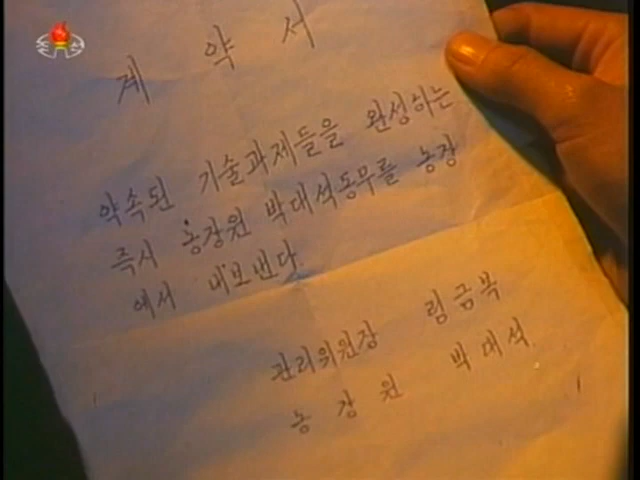 계약서
약속된 기술과제들을 완성하는
즉시 농장원 박대석동무를 농장
에서 내보낸다.
관리위원장 림금복
농장원 박대석